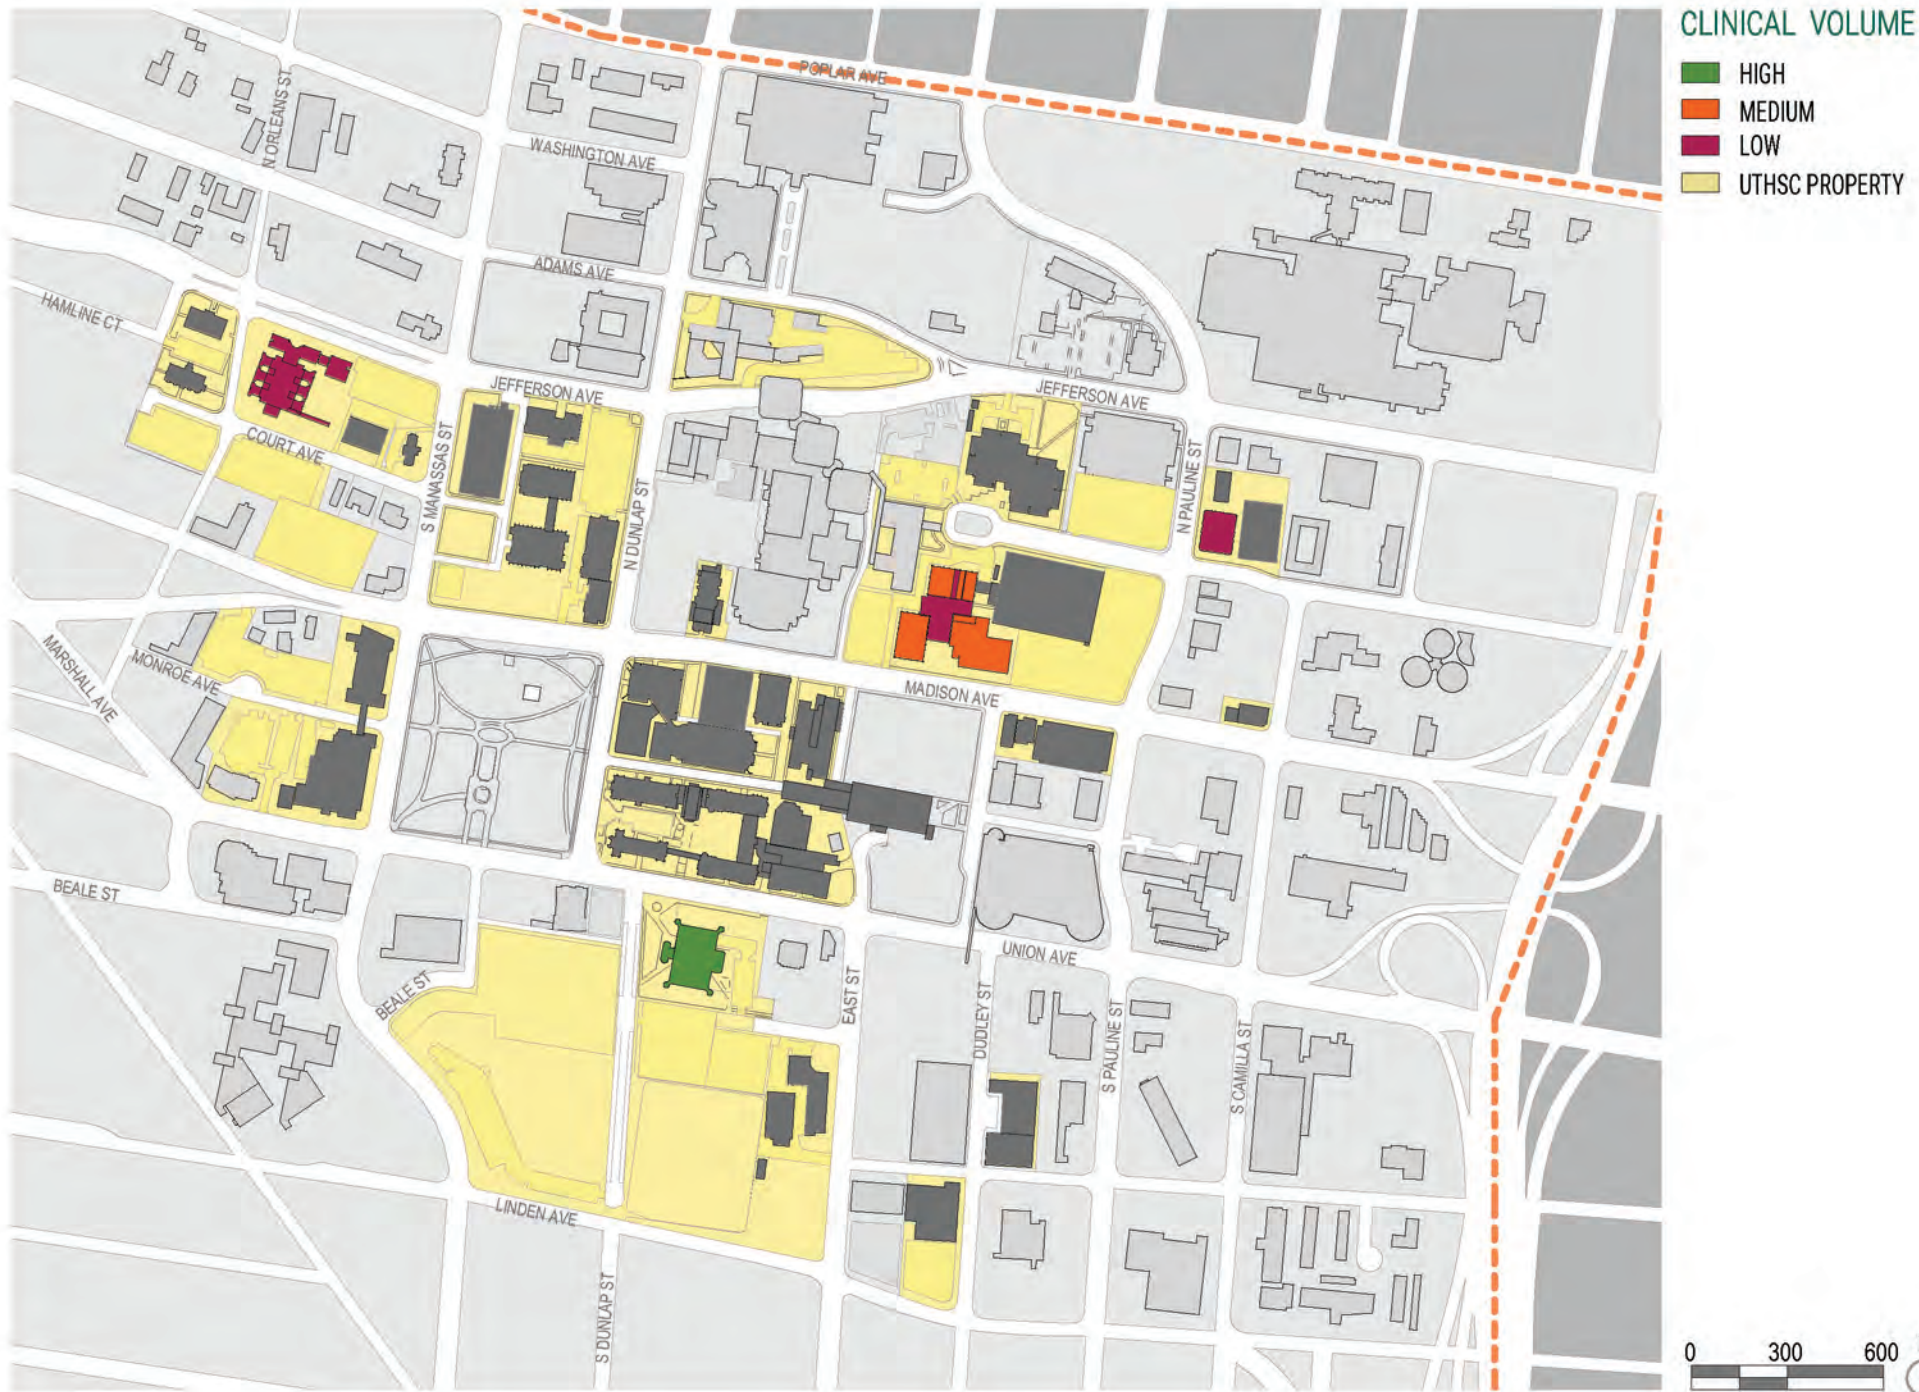 CLINICAL VOLUME
HIGH
MEDIUM
LOW
UTHSC PROPERTY
POPLAR AVE
N ORLEANS ST
WASHINGTON AVE
ADAMS AVE
HAMLINE CT
JEFFERSON AVE
JEFFERSON AVE
COURT AVE
S MANASSAS ST
N DUNLAP ST
N PAULINE ST
MARSHALL AVE
MONROE AVE
MADISON AVE
BEALE ST
UNION AVE
BEALE ST
EAST ST
DUDLEY ST
S PAULINE ST
S CAMILLA ST
LINDEN AVE
S DUNLAP ST
0 300 600